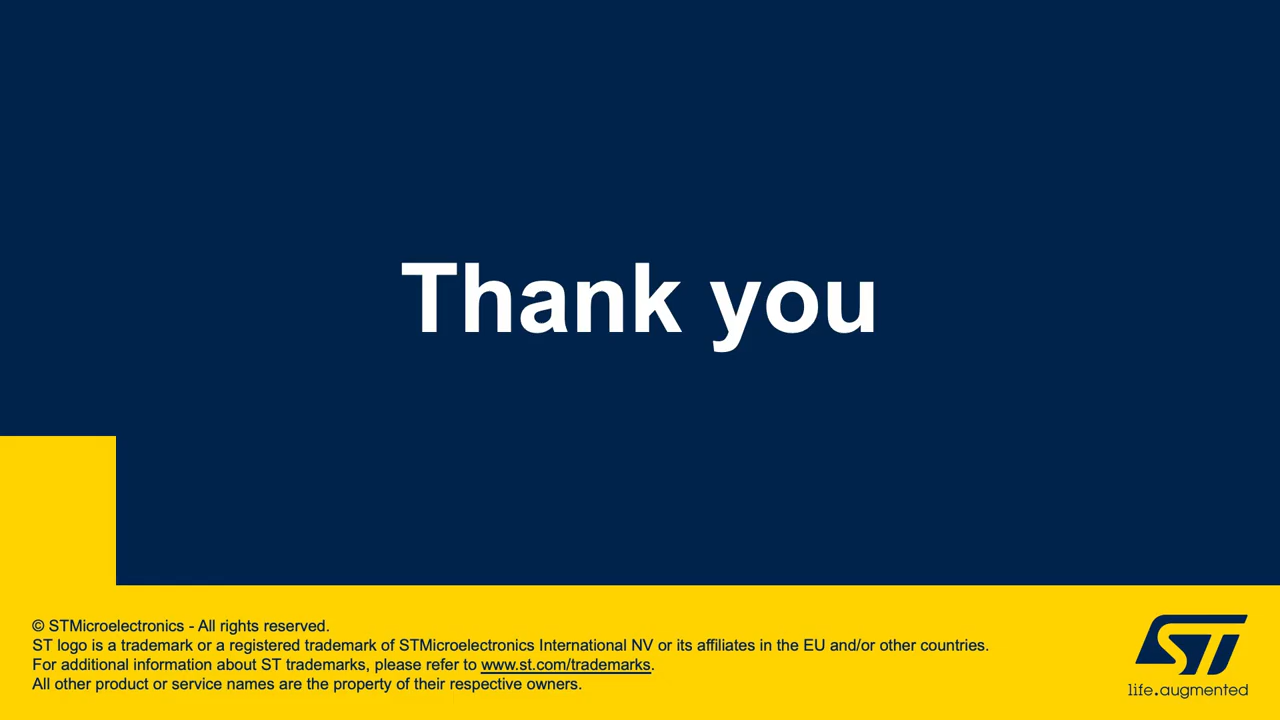 Thank you
© STMicroelectronics - All rights reserved.
ST logo is a trademark or a registered trademark of STMicroelectronics International NV or its affiliates in the EU and/or other countries.
For additional information about ST trademarks, please refer to www.st.com/trademarks.
All other product or service names are the property of their respective owners.
ST
life.augmented